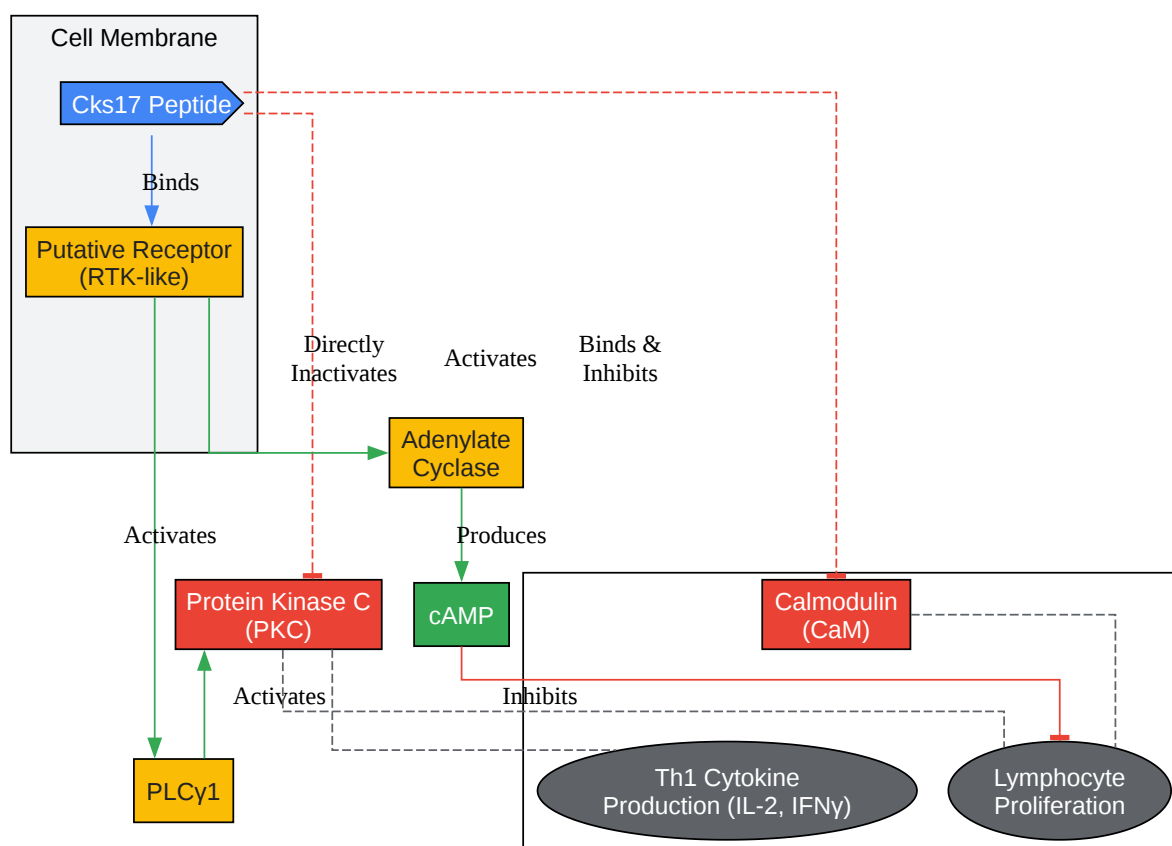 Cell Membrane
Cks17 Peptide
Binds
Putative Receptor
(RTK-like)
Directly
Inactivates
Activates
Binds &
Inhibits
Adenylate
Cyclase
Activates
Produces
Protein Kinase C
(PKC)
cAMP
Calmodulin
(CaM)
Activates
Inhibits
PLCγ1
Th1 Cytokine
Production (IL-2, IFNγ)
Lymphocyte
Proliferation